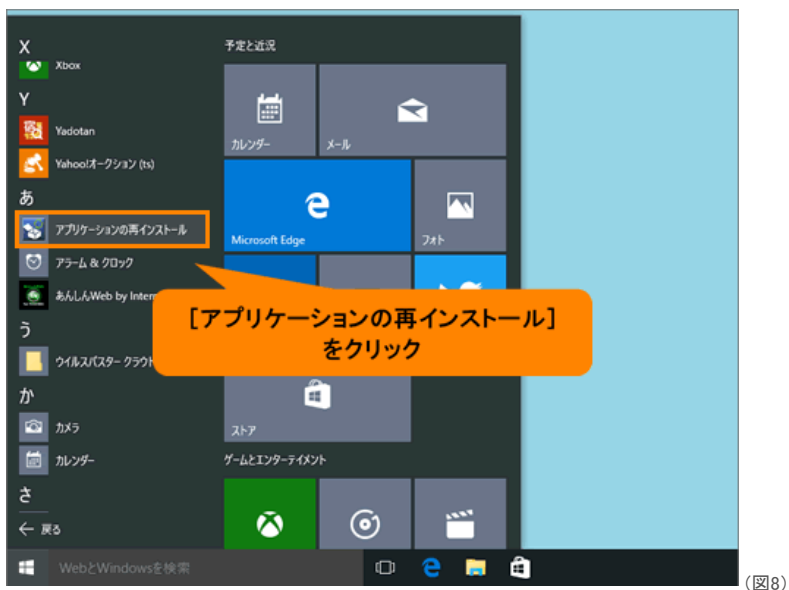 X
Xbox
Y
Yadotan
Yahoo!オークション (ts)
あ
アプリケーションの再インストール
アラーム & クロック
あんしんWeb by Intern
う
ウイルスバスター クラウド
か
カメラ
カレンダー
さ
戻る
予定と近況
カレンダー
メール
Microsoft Edge
フォト
[アプリケーションの再インストール]
をクリック
ストア
ゲームとエンターテイメント
WebとWindowsを検索
(図8)